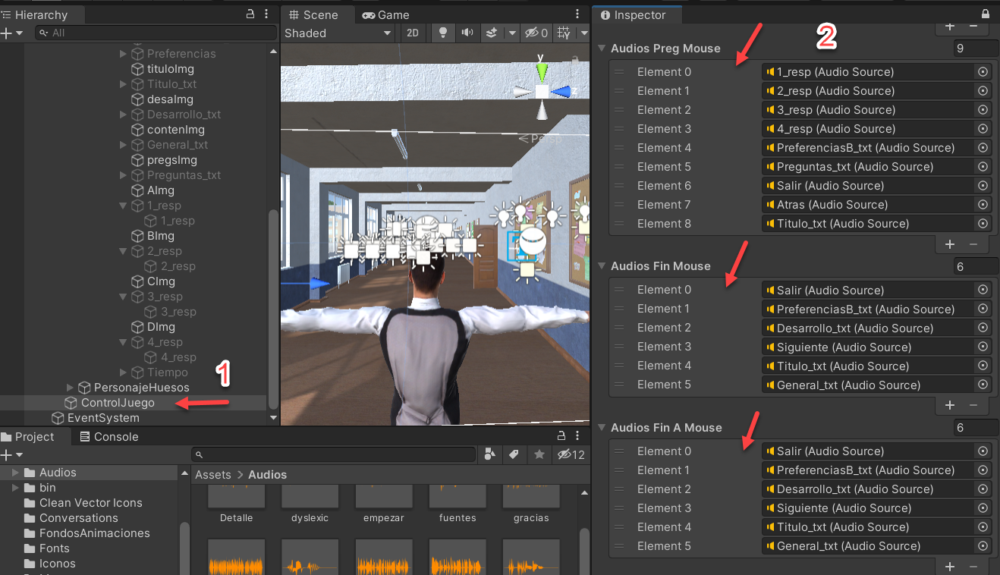 Hierarchy
All
Preferencias
tituloImg
Titulo_txt
desaImg
Desarrollo_txt
contenImg
General_txt
pregsImg
Preguntas_txt
AImg
1_resp
1_resp
BImg
2_resp
2_resp
CImg
3_resp
3_resp
DImg
4_resp
4_resp
Tiempo
1
PersonajeHuesos
ControlJuego
EventSystem
Scene Game
Shaded 2D 0
y
z
Persp
Project Console
12
Audios
bin
Clean Vector Icons
Conversations
FondosAnimaciones
Fonts
Iconos
Assets > Audios
Detalle dyslexic empezar fuentes gracias
Inspector
2
Audios Preg Mouse 9
Element 0 1_resp (Audio Source)
Element 1 2_resp (Audio Source)
Element 2 3_resp (Audio Source)
Element 3 4_resp (Audio Source)
Element 4 PreferenciasB_txt (Audio Source)
Element 5 Preguntas_txt (Audio Source)
Element 6 Salir (Audio Source)
Element 7 Atras (Audio Source)
Element 8 Titulo_txt (Audio Source)
Audios Fin Mouse 6
Element 0 Salir (Audio Source)
Element 1 PreferenciasB_txt (Audio Source)
Element 2 Desarrollo_txt (Audio Source)
Element 3 Siguiente (Audio Source)
Element 4 Titulo_txt (Audio Source)
Element 5 General_txt (Audio Source)
Audios Fin A Mouse 6
Element 0 Salir (Audio Source)
Element 1 PreferenciasB_txt (Audio Source)
Element 2 Desarrollo_txt (Audio Source)
Element 3 Siguiente (Audio Source)
Element 4 Titulo_txt (Audio Source)
Element 5 General_txt (Audio Source)